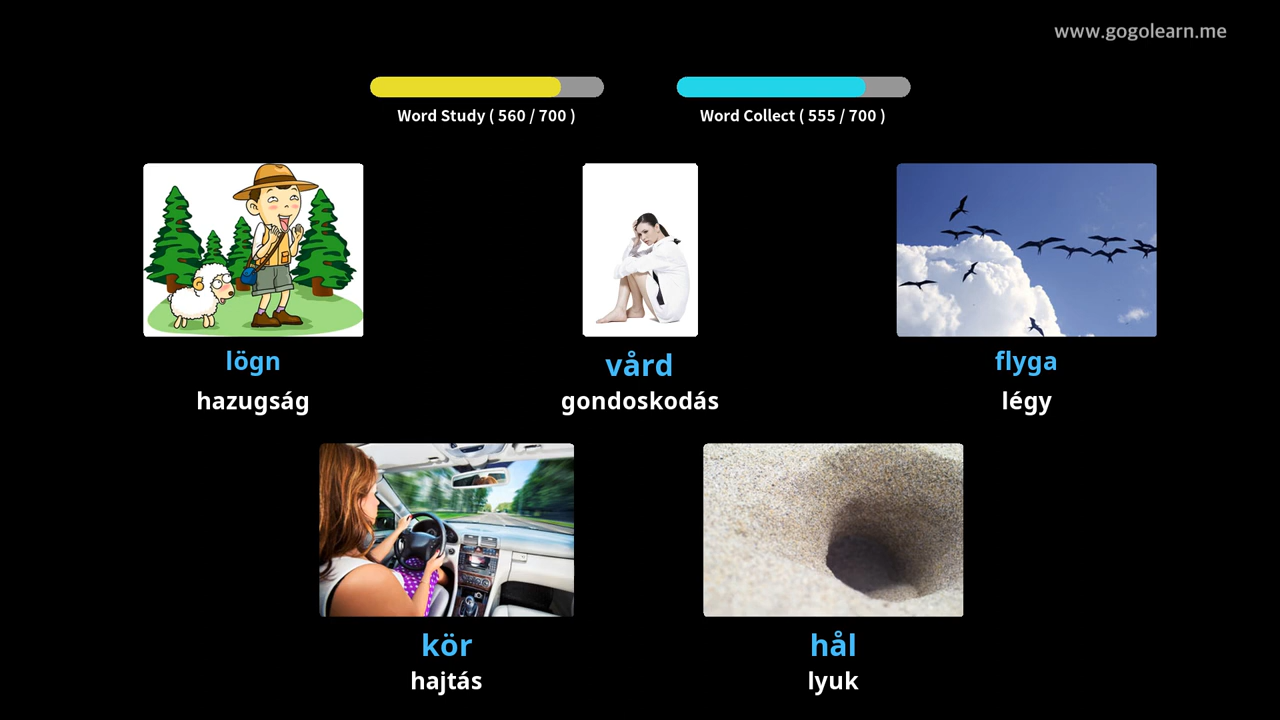 www.gogolearn.me
Word Study ( 560 / 700 )
Word Collect ( 555 / 700 )
lögn
hazugság
vård
gondoskodás
flyga
légy
kör
hajtás
hål
lyuk